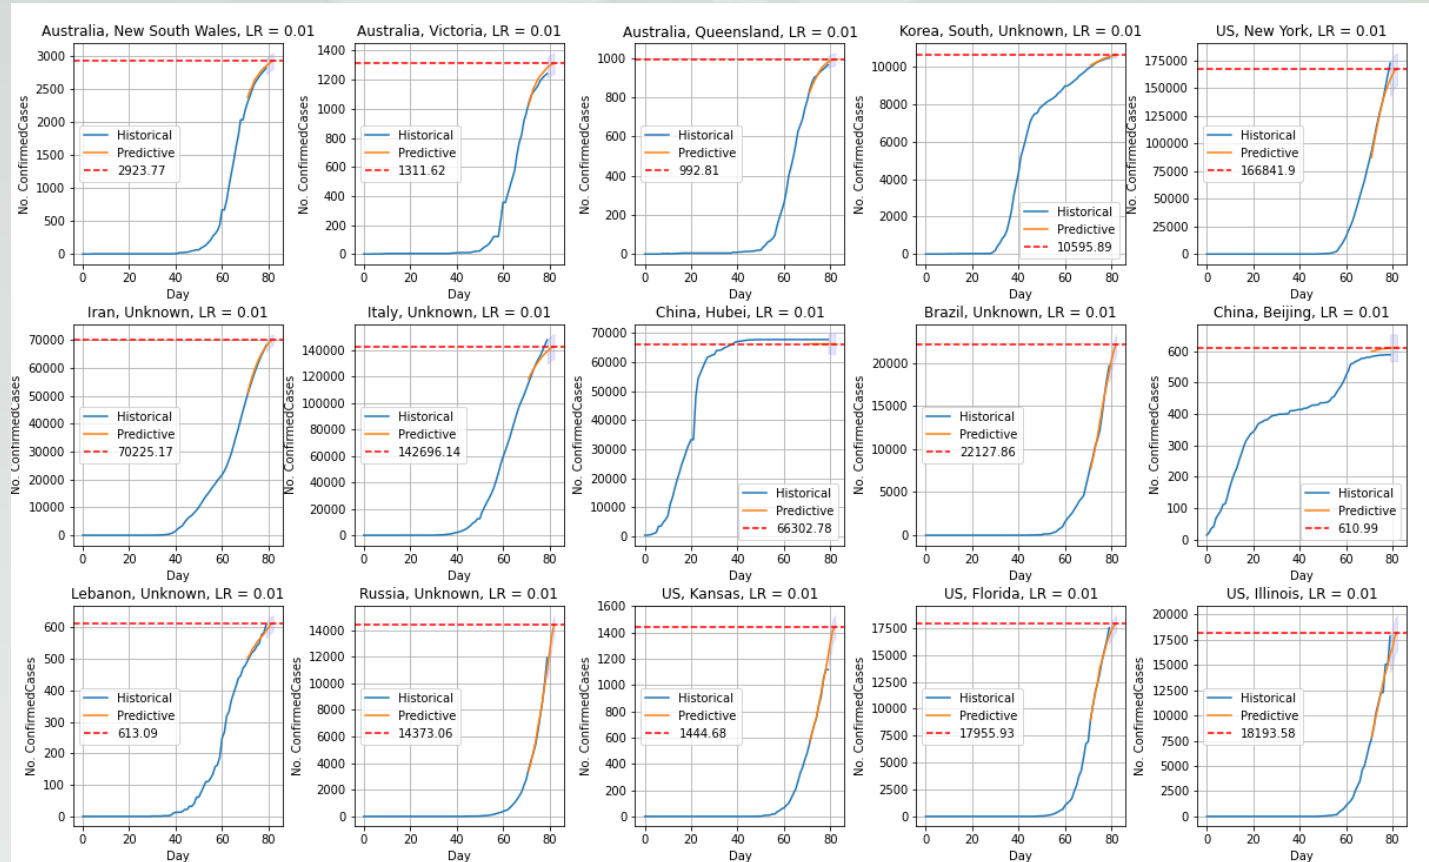 Australia, New South Wales, LR = 0.01
No. ConfirmedCases
3000
2500
2000
1500
1000
500
0
Historical
Predictive
2923.77
0 20 40 60 80
Day
Australia, Victoria, LR = 0.01
No. ConfirmedCases
1400
1200
1000
800
600
400
200
0
Historical
Predictive
1311.62
0 20 40 60 80
Day
Australia, Queensland, LR = 0.01
No. ConfirmedCases
1000
800
600
400
200
0
Historical
Predictive
992.81
0 20 40 60 80
Day
Korea, South, Unknown, LR = 0.01
No. ConfirmedCases
10000
8000
6000
4000
2000
0
Historical
Predictive
10595.89
0 20 40 60 80
Day
US, New York, LR = 0.01
No. ConfirmedCases
175000
150000
125000
100000
75000
50000
25000
0
Historical
Predictive
166841.9
0 20 40 60 80
Day
Iran, Unknown, LR = 0.01
No. ConfirmedCases
70000
60000
50000
40000
30000
20000
10000
0
Historical
Predictive
70225.17
0 20 40 60 80
Day
Italy, Unknown, LR = 0.01
No. ConfirmedCases
140000
120000
100000
80000
60000
40000
20000
0
Historical
Predictive
142696.14
0 20 40 60 80
Day
China, Hubei, LR = 0.01
No. ConfirmedCases
70000
60000
50000
40000
30000
20000
10000
0
Historical
Predictive
66302.78
0 20 40 60 80
Day
Brazil, Unknown, LR = 0.01
No. ConfirmedCases
20000
15000
10000
5000
0
Historical
Predictive
22127.86
0 20 40 60 80
Day
China, Beijing, LR = 0.01
No. ConfirmedCases
600
500
400
300
200
100
0
Historical
Predictive
610.99
0 20 40 60 80
Day
Lebanon, Unknown, LR = 0.01
No. ConfirmedCases
600
500
400
300
200
100
0
Historical
Predictive
613.09
0 20 40 60 80
Day
Russia, Unknown, LR = 0.01
No. ConfirmedCases
14000
12000
10000
8000
6000
4000
2000
0
Historical
Predictive
14373.06
0 20 40 60 80
Day
US, Kansas, LR = 0.01
No. ConfirmedCases
1600
1400
1200
1000
800
600
400
200
0
Historical
Predictive
1444.68
0 20 40 60 80
Day
US, Florida, LR = 0.01
No. ConfirmedCases
17500
15000
12500
10000
7500
5000
2500
0
Historical
Predictive
17955.93
0 20 40 60 80
Day
US, Illinois, LR = 0.01
No. ConfirmedCases
20000
17500
15000
12500
10000
7500
5000
2500
0
Historical
Predictive
18193.58
0 20 40 60 80
Day